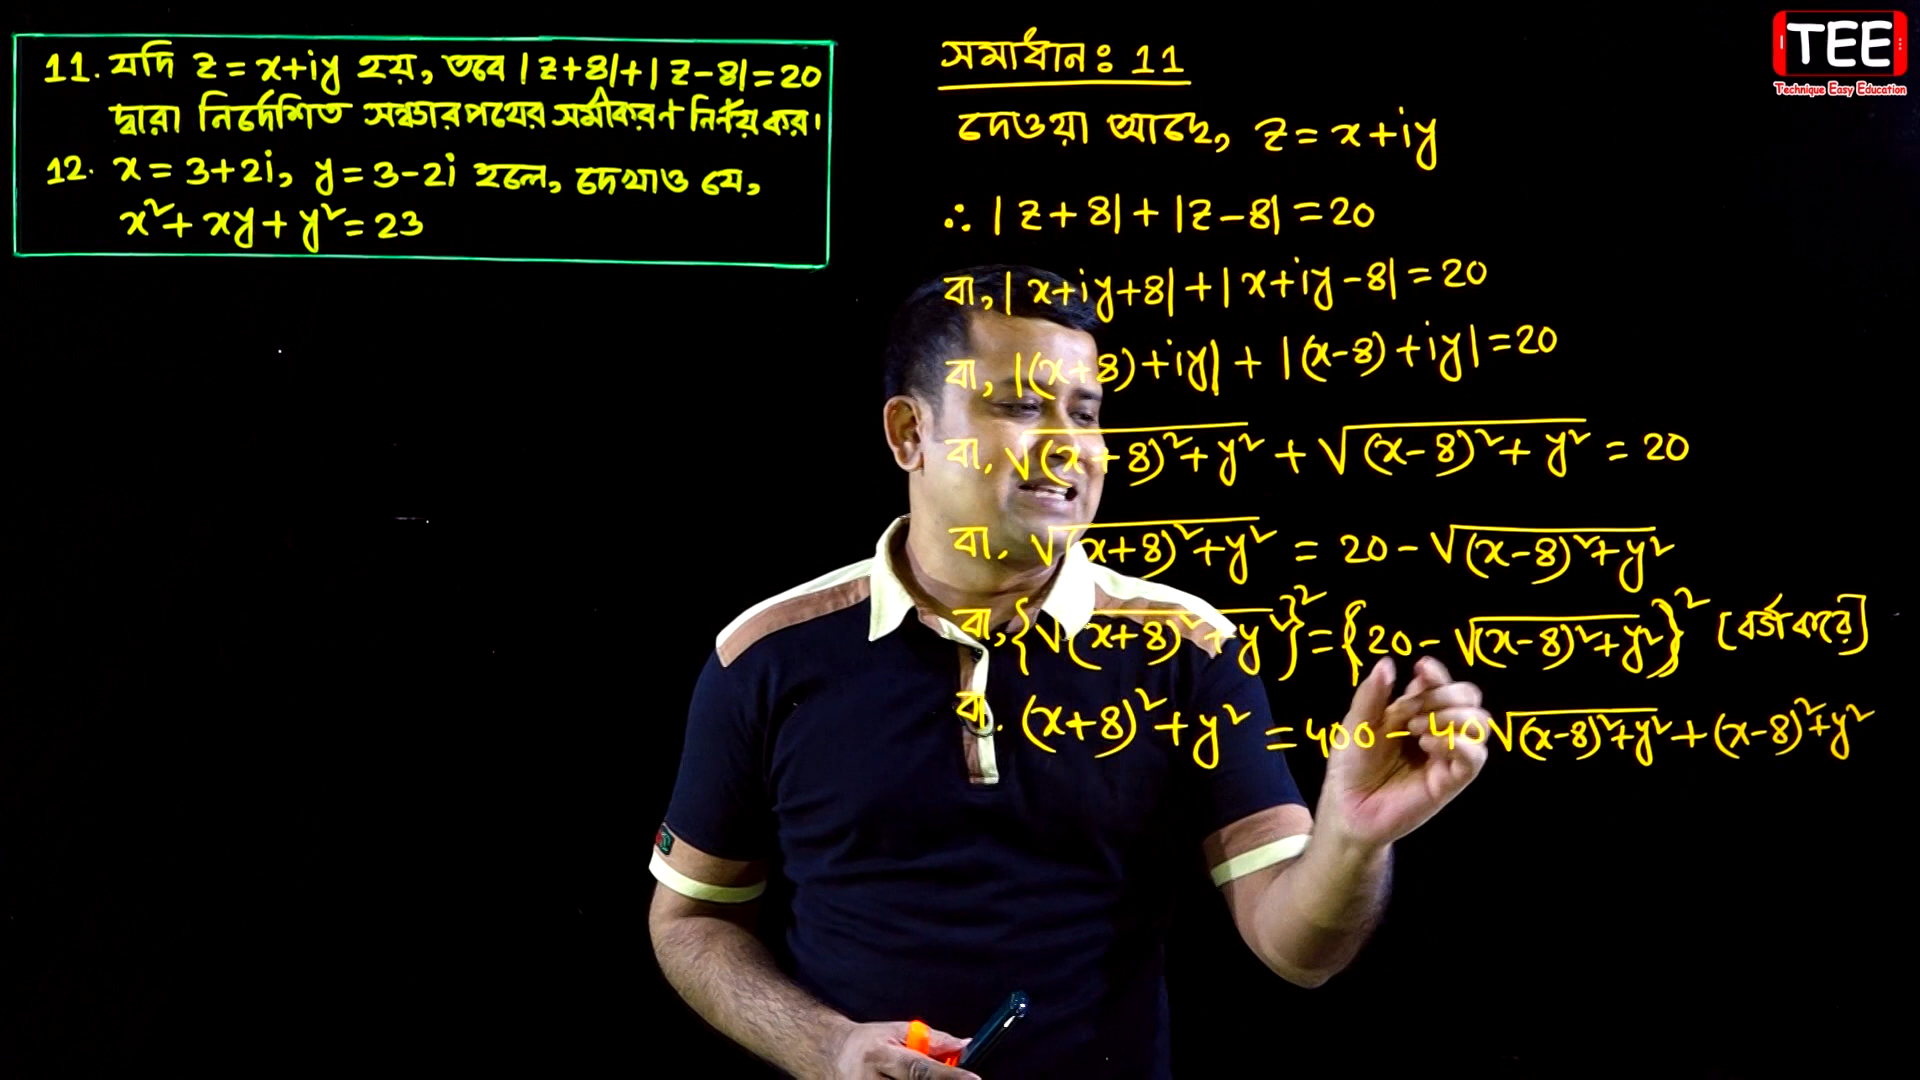 11. যদি z = x+iy হয়, তবে |z+8|+|z-8|=20
দ্বারা নির্দেশিত সঞ্চারপথের সমীকরণ নির্ণয় কর।
12. x = 3+2i, y = 3-2i হলে, দেখাও যে,
x²+ xy + y² = 23
সমাধান : 11
দেওয়া আছে, z = x+iy
∴ |z+8| + |z-8| = 20
বা, |x+iy+8| + |x+iy-8| = 20
বা, |(x+8)+iy| + |(x-8)+iy| = 20
বা, √(x+8)²+y² + √(x-8)²+y² = 20
বা, √(x+8)²+y² = 20 - √(x-8)²+y²
বা, {√(x+8)²+y²}² = {20 - √(x-8)²+y²}² [বর্গ করে]
বা, (x+8)²+y² = 400 - 40√(x-8)²+y² + (x-8)²+y²
TEE
Technique Easy Education